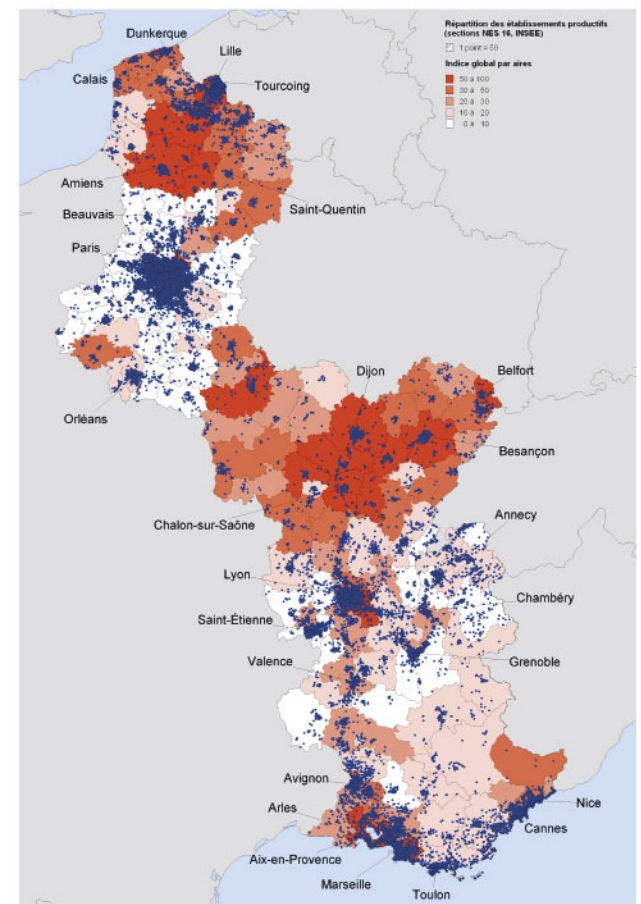 Répartition des établissements productifs
(sections NES 16, INSEE)
1 point = 50
Indice global par aires
50 à 100
30 à 50
20 à 30
10 à 20
0 à 10
Dunkerque
Lille
Calais
Tourcoing
Amiens
Saint-Quentin
Beauvais
Paris
Orléans
Dijon
Belfort
Besançon
Chalon-sur-Saône
Annecy
Lyon
Chambéry
Saint-Étienne
Grenoble
Valence
Avignon
Nice
Arles
Cannes
Aix-en-Provence
Marseille
Toulon